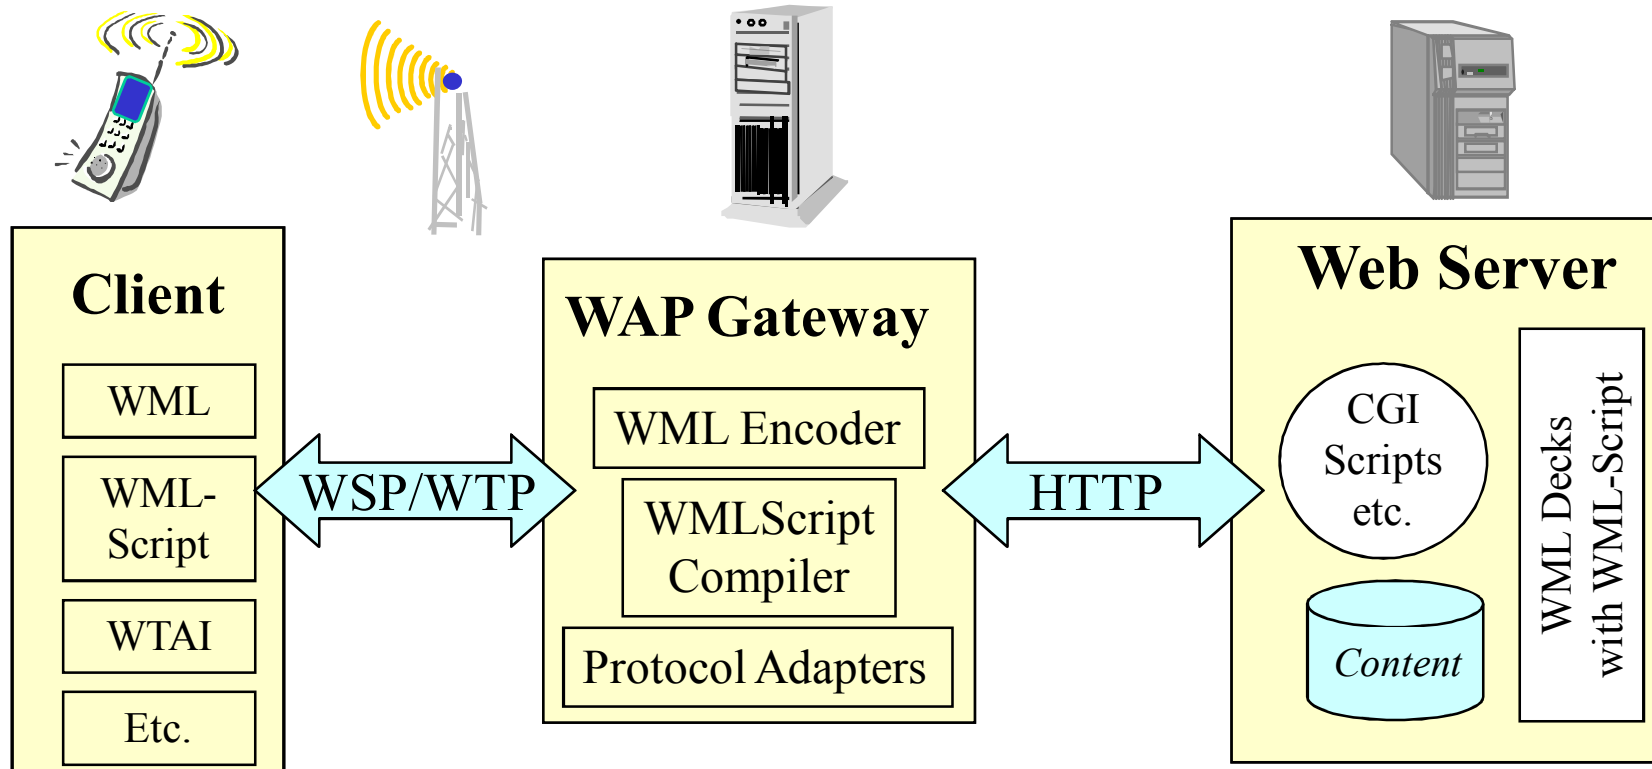 Client
WML
WML-
Script
WTAI
Etc.
WSP/WTP
WAP Gateway
WML Encoder
WMLScript
Compiler
Protocol Adapters
HTTP
Web Server
CGI
Scripts
etc.
Content
WML Decks
with WML-Script